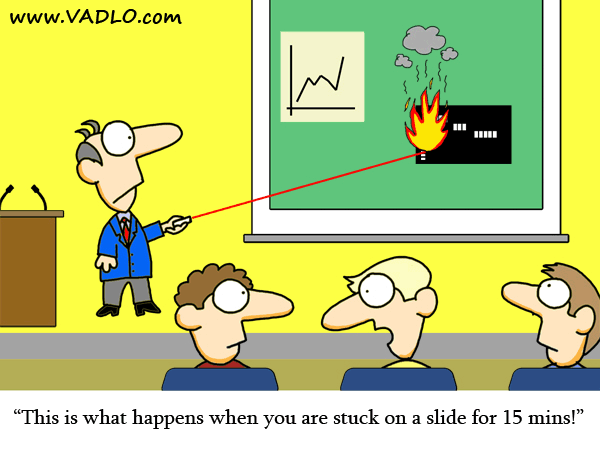 www.VADLO.com
“This is what happens when you are stuck on a slide for 15 mins!”